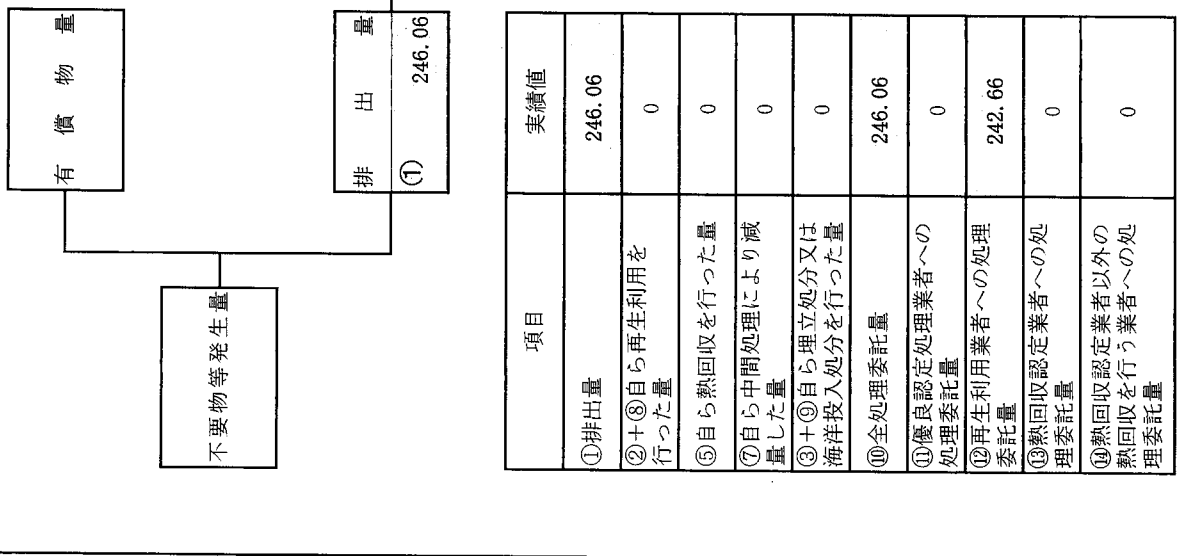 有償物量
不要物等発生量
排出量
① 246.06
項目 実績値
①排出量 246.06
②+⑧自ら再生利用を
行った量 0
⑤自ら熱回収を行った量 0
⑦自ら中間処理により減
量した量 0
③+⑨自ら埋立処分又は
海洋投入処分を行った量 0
⑩全処理委託量 246.06
⑪優良認定処理業者への
処理委託量 0
⑫再生利用業者への処理
委託量 242.66
⑬熱回収認定業者への処
理委託量 0
⑭熱回収認定業者以外の
熱回収を行う業者への処
理委託量 0